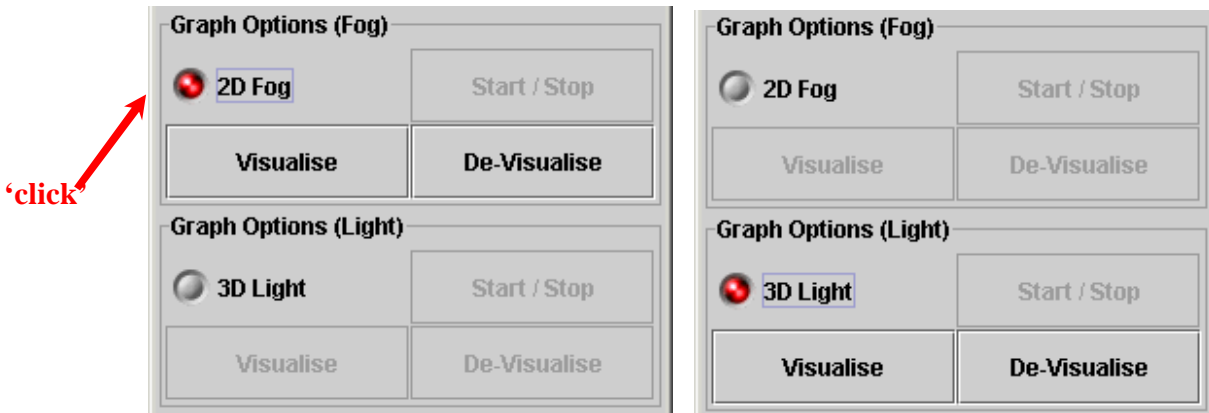 Graph Options (Fog)
2D Fog
Start / Stop
Visualise
De-Visualise
‘click’
Graph Options (Light)
3D Light
Start / Stop
Visualise
De-Visualise
Graph Options (Fog)
2D Fog
Start / Stop
Visualise
De-Visualise
Graph Options (Light)
3D Light
Start / Stop
Visualise
De-Visualise